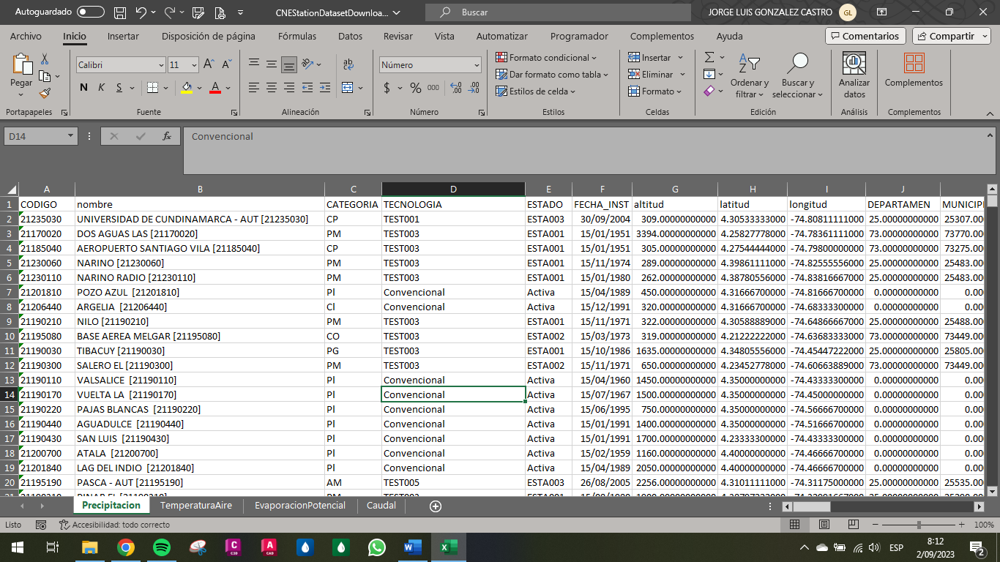 Autoguardado CNEStationDatasetDownloa... Buscar JORGE LUIS GONZALEZ CASTRO GL
Archivo Inicio Insertar Disposición de página Fórmulas Datos Revisar Vista Automatizar Programador Complementos Ayuda Comentarios Compartir
Pegar
Calibri 11
N K S
Número
$ % 000
Formato condicional
Dar formato como tabla
Estilos de celda
Insertar
Eliminar
Formato
Ordenar y filtrar
Buscar y seleccionar
Analizar datos
Complementos
Portapapeles Fuente Alineación Número Estilos Celdas Edición Análisis Complementos
D14 fx Convencional
A B C D E F G H I J
1 CODIGO nombre CATEGORIA TECNOLOGIA ESTADO FECHA_INST altitud latitud longitud DEPARTAMEN MUNICIPI
2 21235030 UNIVERSIDAD DE CUNDINAMARCA - AUT [21235030] CP TEST001 ESTA003 30/09/2004 309.00000000000 4.30533333000 -74.80811111000 25.00000000000 25307.00
3 21170020 DOS AGUAS LAS [21170020] PM TEST003 ESTA001 15/01/1951 3394.00000000000 4.25827778000 -74.78361111000 73.00000000000 73770.00
4 21185040 AEROPUERTO SANTIAGO VILA [21185040] CP TEST003 ESTA001 15/01/1951 305.00000000000 4.27544444000 -74.79800000000 73.00000000000 73275.00
5 21230060 NARINO [21230060] PM TEST003 ESTA001 15/11/1974 289.00000000000 4.39861111000 -74.82555556000 25.00000000000 25483.00
6 21230110 NARINO RADIO [21230110] PM TEST003 ESTA001 15/01/1980 262.00000000000 4.38780556000 -74.83816667000 25.00000000000 25483.00
7 21201810 POZO AZUL [21201810] Pl Convencional Activa 15/04/1989 450.00000000000 4.31666700000 -74.81666700000 0.00000000000 0.00
8 21206440 ARGELIA [21206440] Cl Convencional Activa 15/12/1991 320.00000000000 4.31666700000 -74.68333300000 0.00000000000 0.00
9 21190210 NILO [21190210] PM TEST003 ESTA001 15/11/1971 322.00000000000 4.30588889000 -74.64866667000 25.00000000000 25488.00
10 21195080 BASE AEREA MELGAR [21195080] CO TEST003 ESTA002 15/03/1973 319.00000000000 4.21222222000 -74.63683333000 73.00000000000 73449.00
11 21190030 TIBACUY [21190030] PG TEST003 ESTA001 15/10/1986 1635.00000000000 4.34805556000 -74.45447222000 25.00000000000 25805.00
12 21190300 SALERO EL [21190300] PM TEST003 ESTA002 15/11/1971 650.00000000000 4.23452778000 -74.60663889000 73.00000000000 73449.00
13 21190110 VALSALICE [21190110] Pl Convencional Activa 15/04/1960 1450.00000000000 4.35000000000 -74.43333300000 0.00000000000 0.00
14 21190170 VUELTA LA [21190170] Pl Convencional Activa 15/07/1967 1500.00000000000 4.35000000000 -74.45000000000 0.00000000000 0.00
15 21190220 PAJAS BLANCAS [21190220] Pl Convencional Activa 15/06/1995 750.00000000000 4.35000000000 -74.56666700000 0.00000000000 0.00
16 21190440 AGUADULCE [21190440] Pl Convencional Activa 15/01/1991 1400.00000000000 4.35000000000 -74.51666700000 0.00000000000 0.00
17 21190430 SAN LUIS [21190430] Pl Convencional Activa 15/01/1991 1700.00000000000 4.23333300000 -74.43333300000 0.00000000000 0.00
18 21200700 ATALA [21200700] Pl Convencional Activa 15/02/1959 1160.00000000000 4.40000000000 -74.46666700000 0.00000000000 0.00
19 21201840 LAG DEL INDIO [21201840] Pl Convencional Activa 15/04/1989 2050.00000000000 4.40000000000 -74.46666700000 0.00000000000 0.00
20 21195190 PASCA - AUT [21195190] AM TEST005 ESTA003 26/08/2005 2256.00000000000 4.31011111000 -74.31175000000 25.00000000000 25535.00
Precipitacion TemperaturaAire EvaporacionPotencial Caudal
Listo Accesibilidad: todo correcto 100%
ESP 8:12
2/09/2023 2